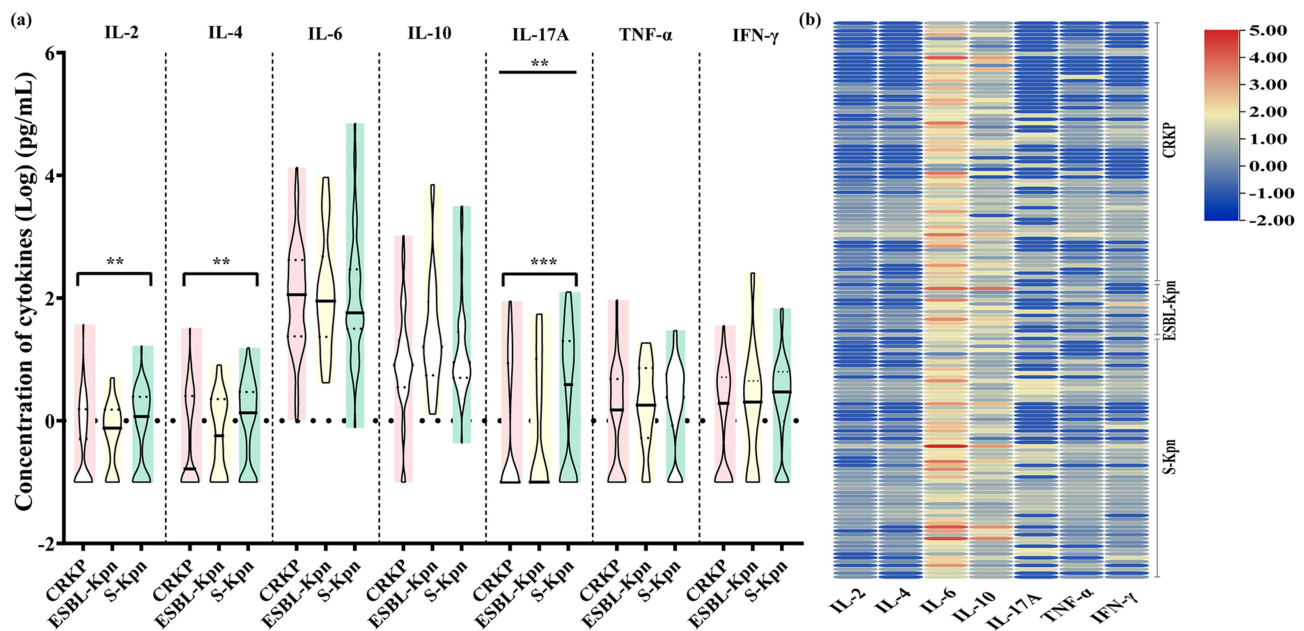 (a)
IL-2 IL-4 IL-6 IL-10 IL-17A TNF-α IFN-γ
Concentration of cytokines (Log) (pg/mL)
6
4
2
0
-2
** ** ** ***
CRKP ESBL-Kpn S-Kpn CRKP ESBL-Kpn S-Kpn CRKP ESBL-Kpn S-Kpn CRKP ESBL-Kpn S-Kpn CRKP ESBL-Kpn S-Kpn CRKP ESBL-Kpn S-Kpn CRKP ESBL-Kpn S-Kpn
(b)
CRKP
ESBL-Kpn
S-Kpn
IL-2 IL-4 IL-6 IL-10 IL-17A TNF-α IFN-γ
5.00
4.00
3.00
2.00
1.00
0.00
-1.00
-2.00